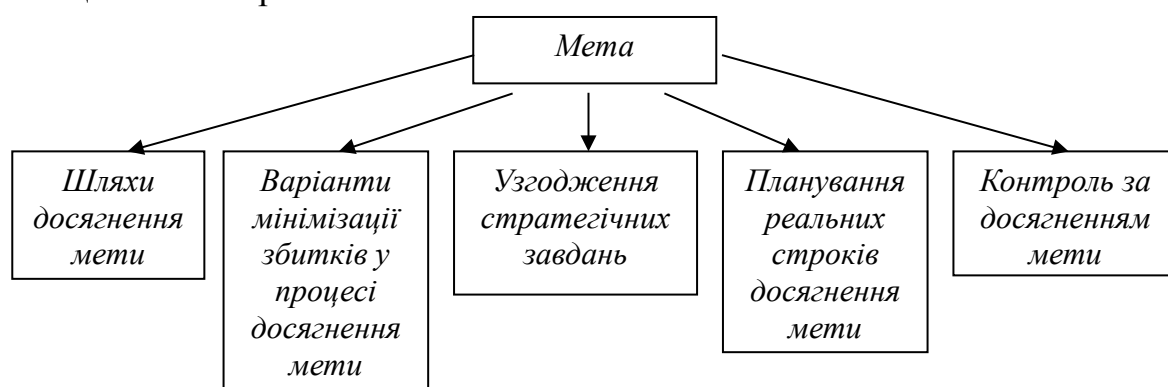 Мета
Шляхи
досягнення
мети
Варіанти
мінімізації
збитків у
процесі
досягнення
мети
Узгодження
стратегічних
завдань
Планування
реальних
строків
досягнення
мети
Контроль за
досягненням
мети